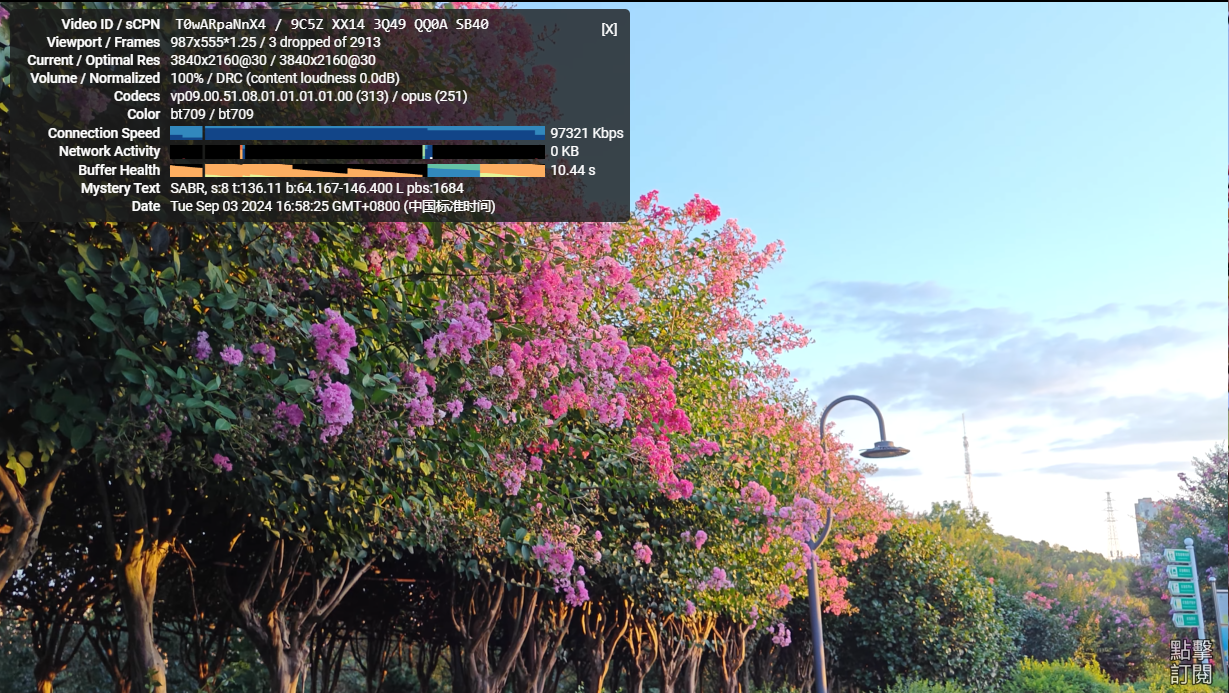 Video ID / sCPN T0wARpaNnX4 / 9C5Z XX14 3Q49 QQ0A SB40
[X]
Viewport / Frames 987x555*1.25 / 3 dropped of 2913
Current / Optimal Res 3840x2160@30 / 3840x2160@30
Volume / Normalized 100% / DRC (content loudness 0.0dB)
Codecs vp09.00.51.08.01.01.01.01.00 (313) / opus (251)
Color bt709 / bt709
Connection Speed 97321 Kbps
Network Activity 0 KB
Buffer Health 10.44 s
Mystery Text SABR, s:8 t:136.11 b:64.167-146.400 L pbs:1684
Date Tue Sep 03 2024 16:58:25 GMT+0800 (中国标准时间)
點擊
訂閱